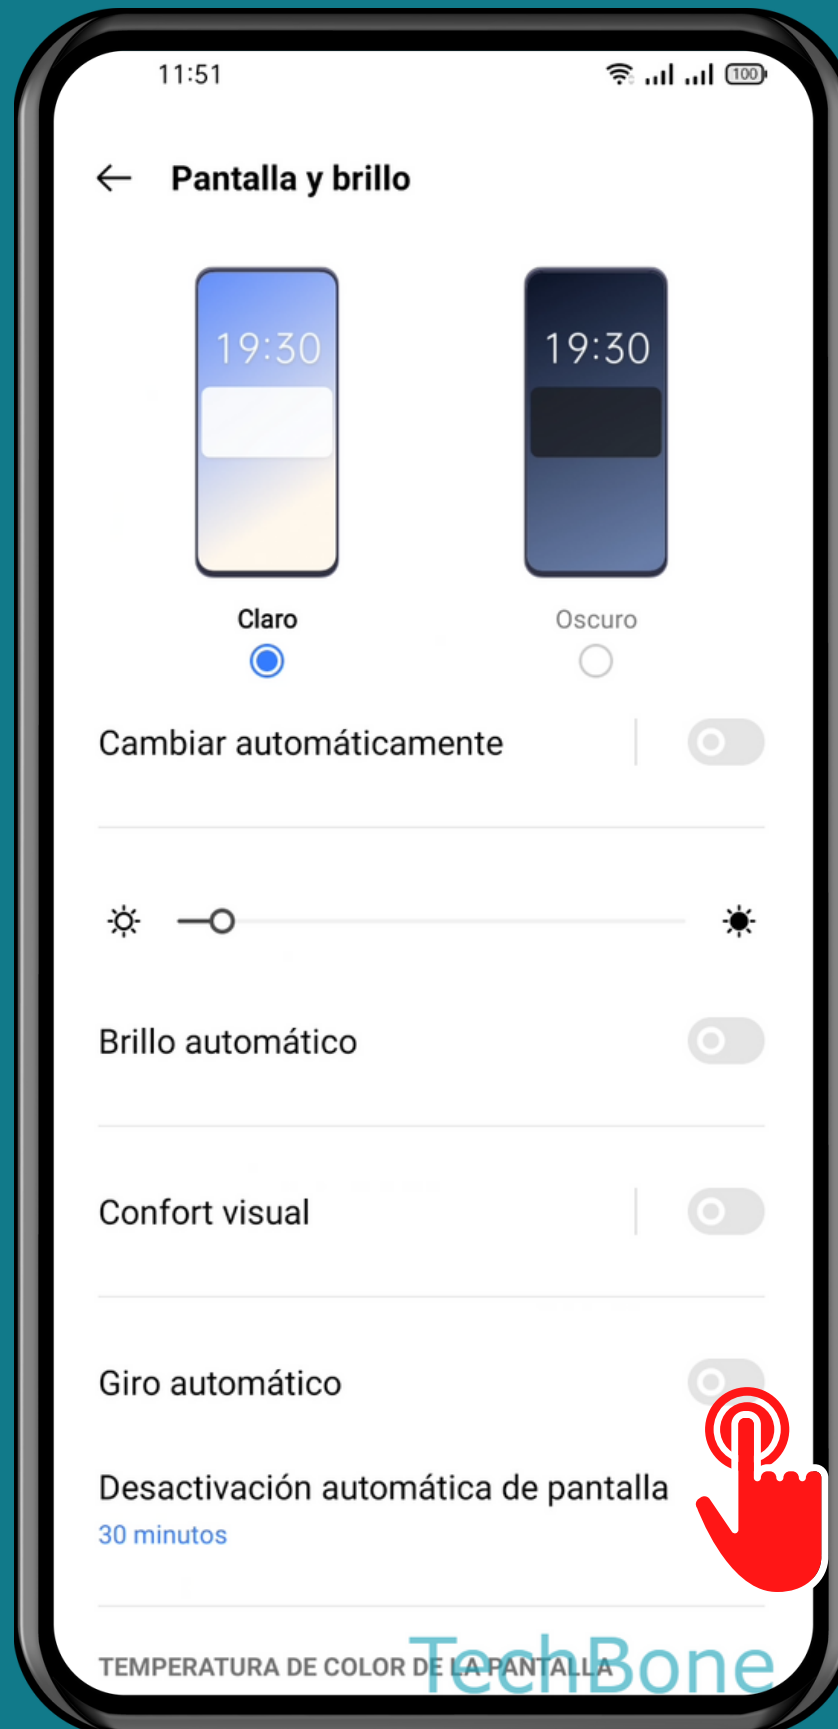 11:51
100
Pantalla y brillo
19:30
19:30
Claro
Oscuro
Cambiar automáticamente
Brillo automático
Confort visual
Giro automático
Desactivación automática de pantalla
30 minutos
TEMPERATURA DE COLOR DE LA PANTALLA
TechBone